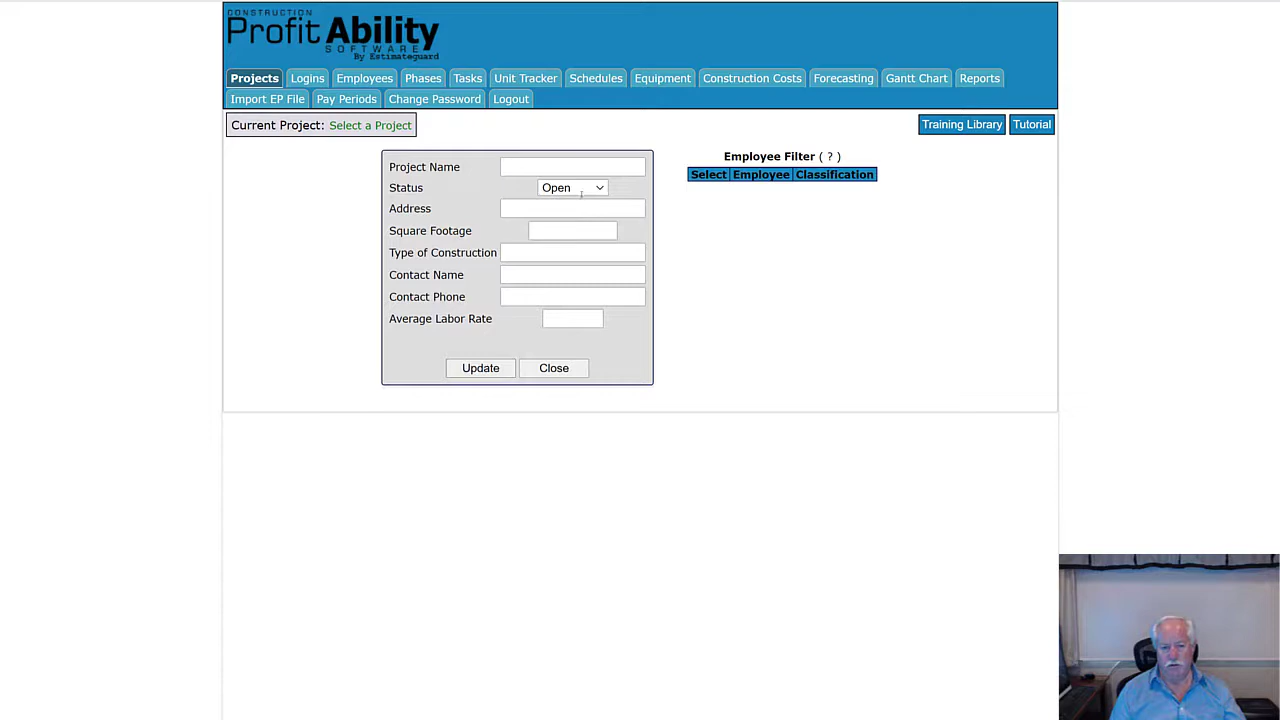 CONSTRUCTION
Profit Ability
SOFTWARE
By Estimateguard
Projects Logins Employees Phases Tasks Unit Tracker Schedules Equipment Construction Costs Forecasting Gantt Chart Reports
Import EP File Pay Periods Change Password Logout
Current Project: Select a Project
Training Library Tutorial
Project Name
Status Open
Address
Square Footage
Type of Construction
Contact Name
Contact Phone
Average Labor Rate
Update Close
Employee Filter ( ? )
Select Employee Classification